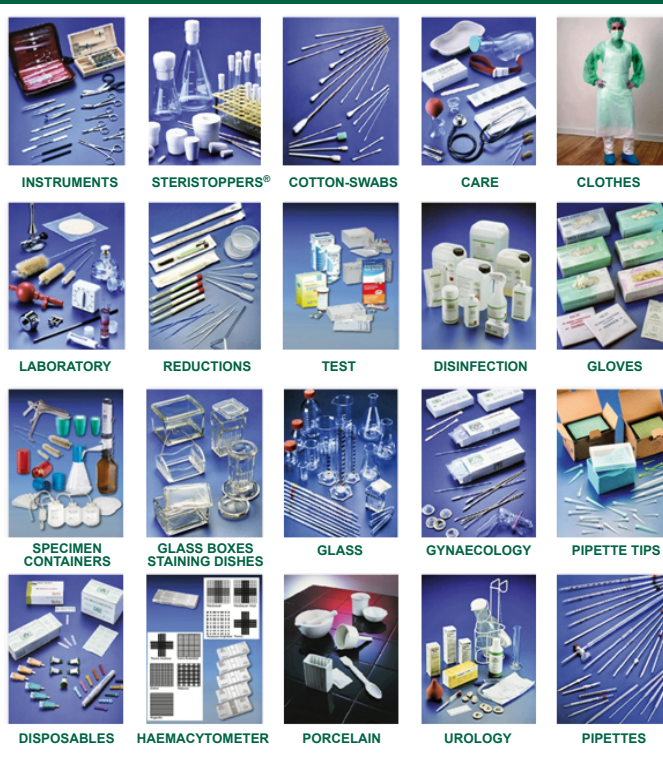 INSTRUMENTS
STERISTOPPERS®
COTTON-SWABS
CARE
CLOTHES
LABORATORY
REDUCTIONS
TEST
DISINFECTION
GLOVES
SPECIMEN
CONTAINERS
GLASS BOXES
STAINING DISHES
GLASS
GYNAECOLOGY
PIPETTE TIPS
DISPOSABLES
HAEMACYTOMETER
PORCELAIN
UROLOGY
PIPETTES